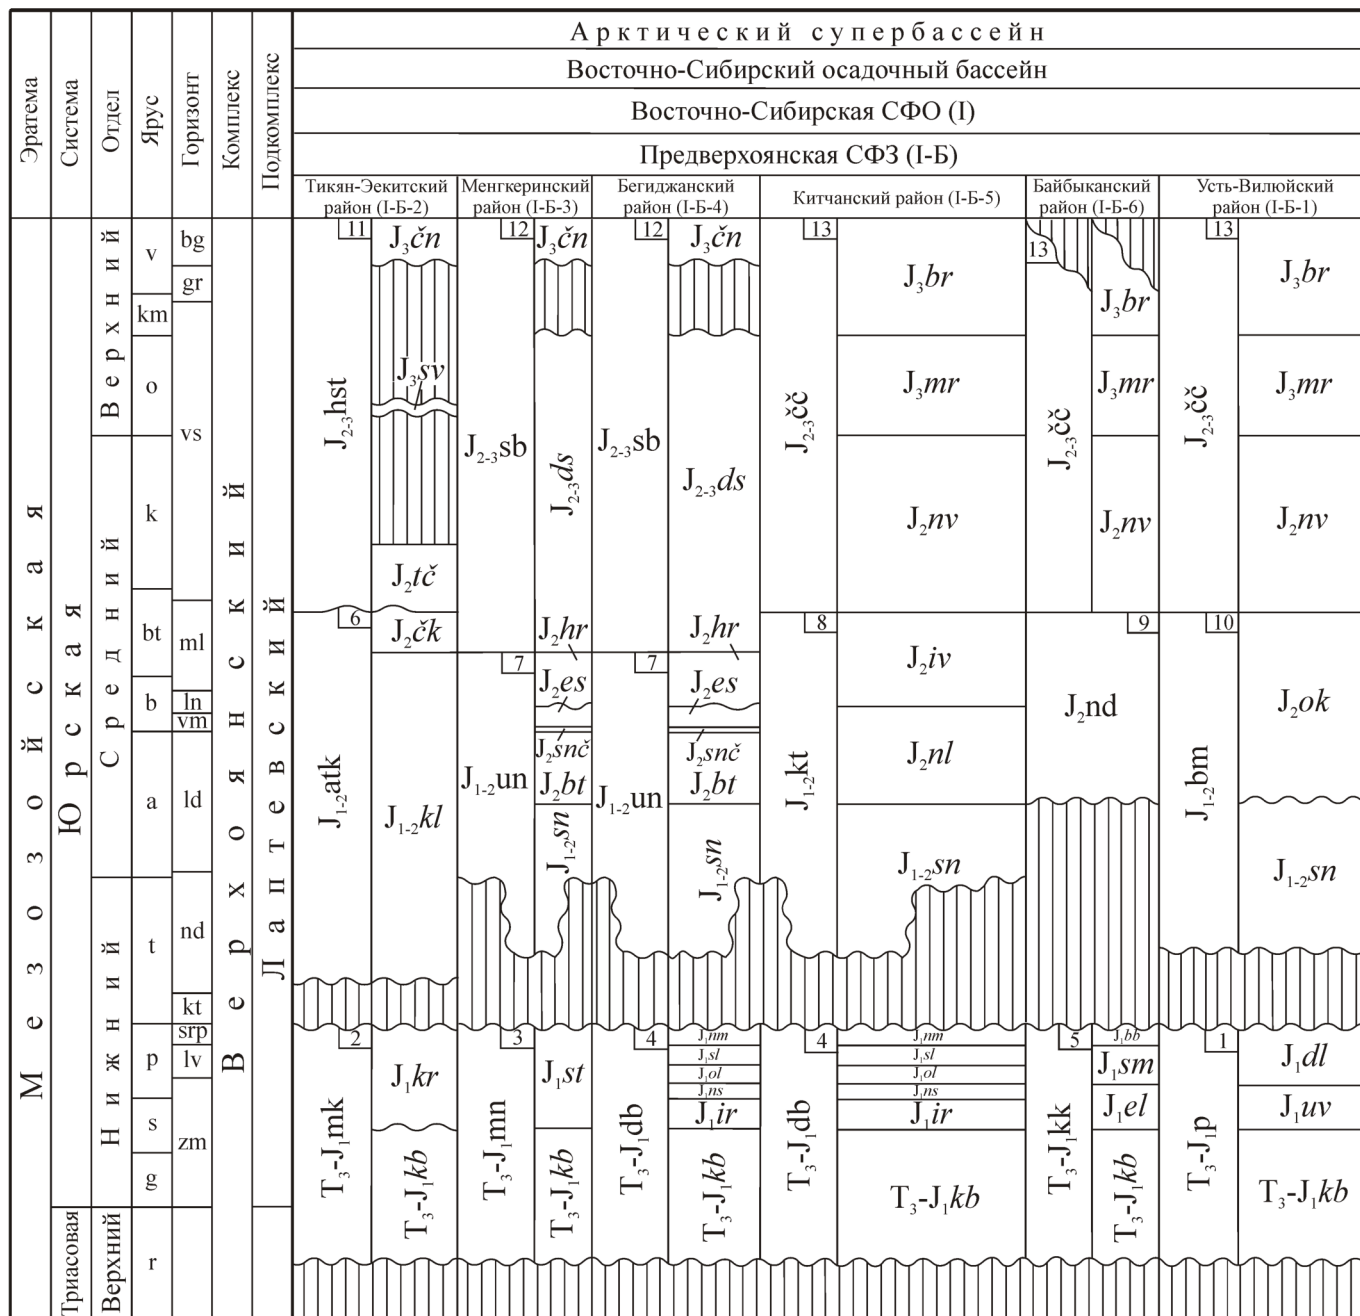 Эратема
Система
Отдел
Ярус
Горизонт
Комплекс
Подкомплекс
Арктический супербассейн
Восточно-Сибирский осадочный бассейн
Восточно-Сибирская СФО (I)
Предверхоянская СФЗ (I-Б)
Тикян-Эекитский
район (I-Б-2)
Менгкеринский
район (I-Б-3)
Бегиджанский
район (I-Б-4)
Китчанский район (I-Б-5)
Байбыканский
район (I-Б-6)
Усть-Вилюйский
район (I-Б-1)
Мезозойская
Юрская
Триасовая
Верхний
Средний
Нижний
Верхний
v
km
o
k
bt
b
a
t
p
s
g
r
bg
gr
vs
ml
ln
vm
ld
nd
kt
srp
lv
zm
Верхоянский
Лаптевский
11
J₂₋₃hst
6
J₁₋₂atk
2
T₃-J₁mk
J₃čn
J₃sv
J₂tč
J₂čk
J₁₋₂kl
J₁kr
T₃-J₁kb
12
J₂₋₃sb
7
J₁₋₂un
3
T₃-J₁mn
J₃čn
J₂₋₃ds
J₂hr
J₂es
J₂snč
J₂bt
J₁₋₂sn
J₁st
T₃-J₁kb
12
J₂₋₃sb
7
J₁₋₂un
4
T₃-J₁db
J₃čn
J₂₋₃ds
J₂hr
J₂es
J₂snč
J₂bt
J₁₋₂sn
J₁nm
J₁sl
J₁ol
J₁ns
J₁ir
T₃-J₁kb
13
J₂₋₃čč
8
J₁₋₂kt
4
T₃-J₁db
J₃br
J₃mr
J₂nv
J₂iv
J₂nl
J₁₋₂sn
J₁nm
J₁sl
J₁ol
J₁ns
J₁ir
T₃-J₁kb
13
J₂₋₃čč
9
J₂nd
5
T₃-J₁kk
J₃br
J₃mr
J₂nv
J₁bb
J₁sm
J₁el
T₃-J₁kb
13
J₂₋₃čč
10
J₁₋₂bm
1
T₃-J₁p
J₃br
J₃mr
J₂nv
J₂ok
J₁₋₂sn
J₁dl
J₁uv
T₃-J₁kb